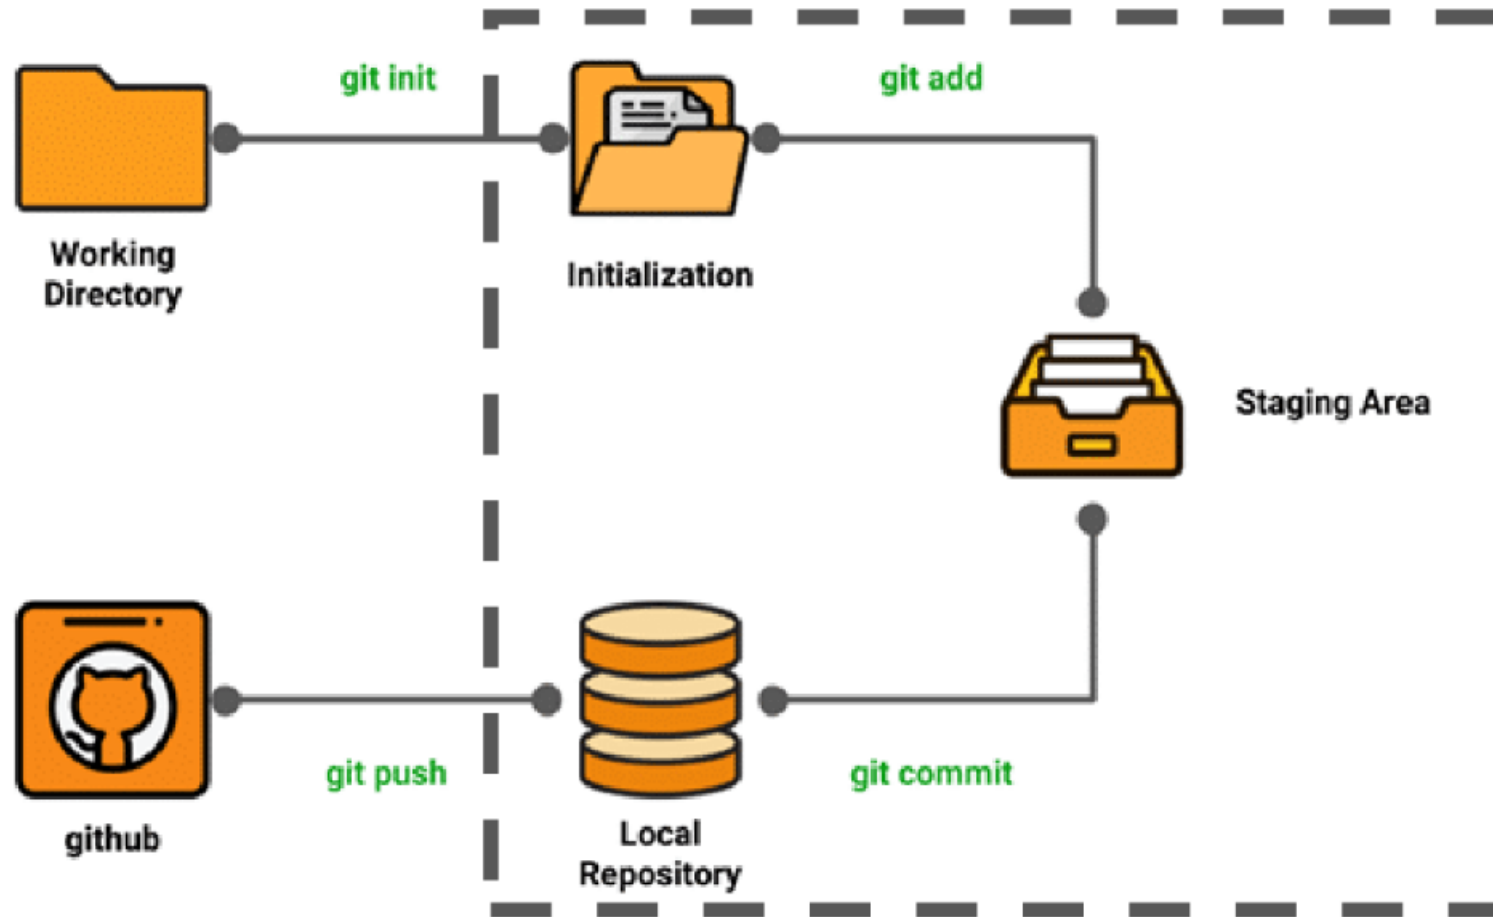 git init
git add
Working
Directory
Initialization
Staging Area
git push
git commit
github
Local
Repository